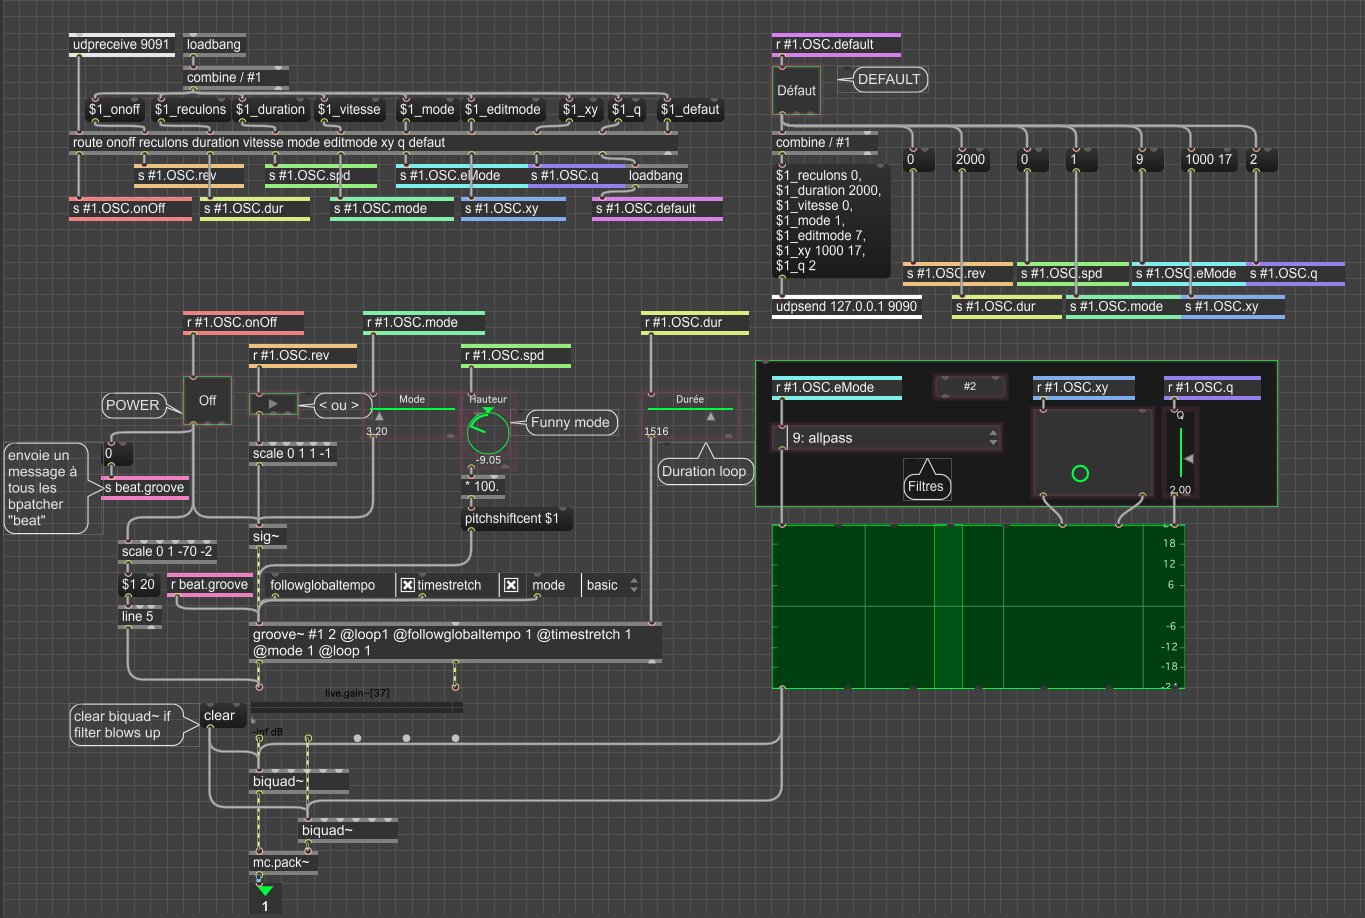 udpreceive 9091
loadbang
combine / #1
$1_onoff
$1_reculons
$1_duration
$1_vitesse
$1_mode
$1_editmode
$1_xy
$1_q
$1_defaut
route onoff reculons duration vitesse mode editmode xy q defaut
s #1.OSC.rev
s #1.OSC.spd
s #1.OSC.eMode
s #1.OSC.q
loadbang
s #1.OSC.onOff
s #1.OSC.dur
s #1.OSC.mode
s #1.OSC.xy
s #1.OSC.default
r #1.OSC.default
Défaut
DEFAULT
combine / #1
0
2000
0
1
9
1000 17
2
$1_reculons 0,
$1_duration 2000,
$1_vitesse 0,
$1_mode 1,
$1_editmode 7,
$1_xy 1000 17,
$1_q 2
s #1.OSC.rev
s #1.OSC.spd
s #1.OSC.eMode
s #1.OSC.q
udpsend 127.0.0.1 9090
s #1.OSC.dur
s #1.OSC.mode
s #1.OSC.xy
r #1.OSC.onOff
r #1.OSC.mode
r #1.OSC.dur
r #1.OSC.rev
r #1.OSC.spd
POWER
Off
< ou >
Mode
3.20
Hauteur
-9.05
Funny mode
Durée
1516
Duration loop
0
envoie un
message à
tous les
bpatcher
"beat"
s beat.groove
scale 0 1 1 -1
* 100.
pitchshiftcent $1
sig~
scale 0 1 -70 -2
$1 20
r beat.groove
followglobaltempo
timestretch
mode
basic
line 5
groove~ #1 2 @loop1 @followglobaltempo 1 @timestretch 1
@mode 1 @loop 1
live.gain~[37]
-inf dB
clear biquad~ if
filter blows up
clear
biquad~
biquad~
mc.pack~
1
r #1.OSC.eMode
#2
r #1.OSC.xy
r #1.OSC.q
9: allpass
Filtres
Q
2.00
18
12
6
-6
-12
-18